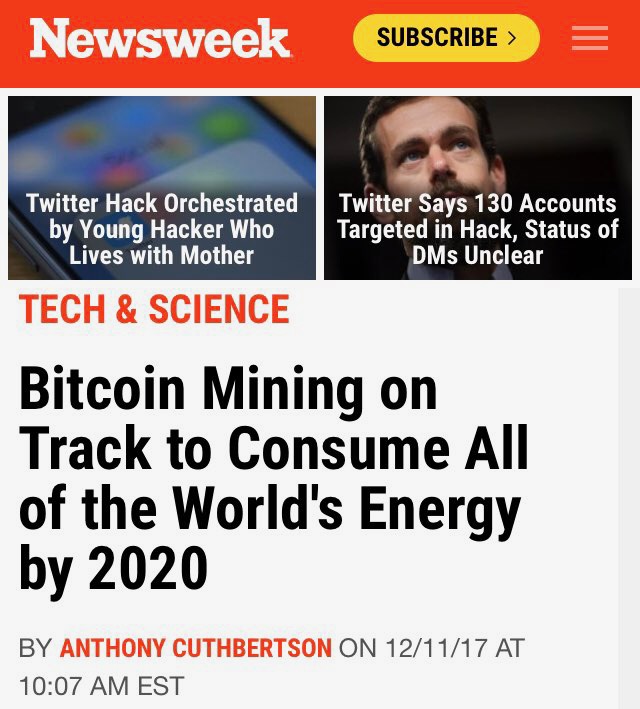 Newsweek
SUBSCRIBE >
Twitter Hack Orchestrated
by Young Hacker Who
Lives with Mother
Twitter Says 130 Accounts
Targeted in Hack, Status of
DMs Unclear
TECH & SCIENCE
Bitcoin Mining on
Track to Consume All
of the World's Energy
by 2020
BY ANTHONY CUTHBERTSON ON 12/11/17 AT
10:07 AM EST